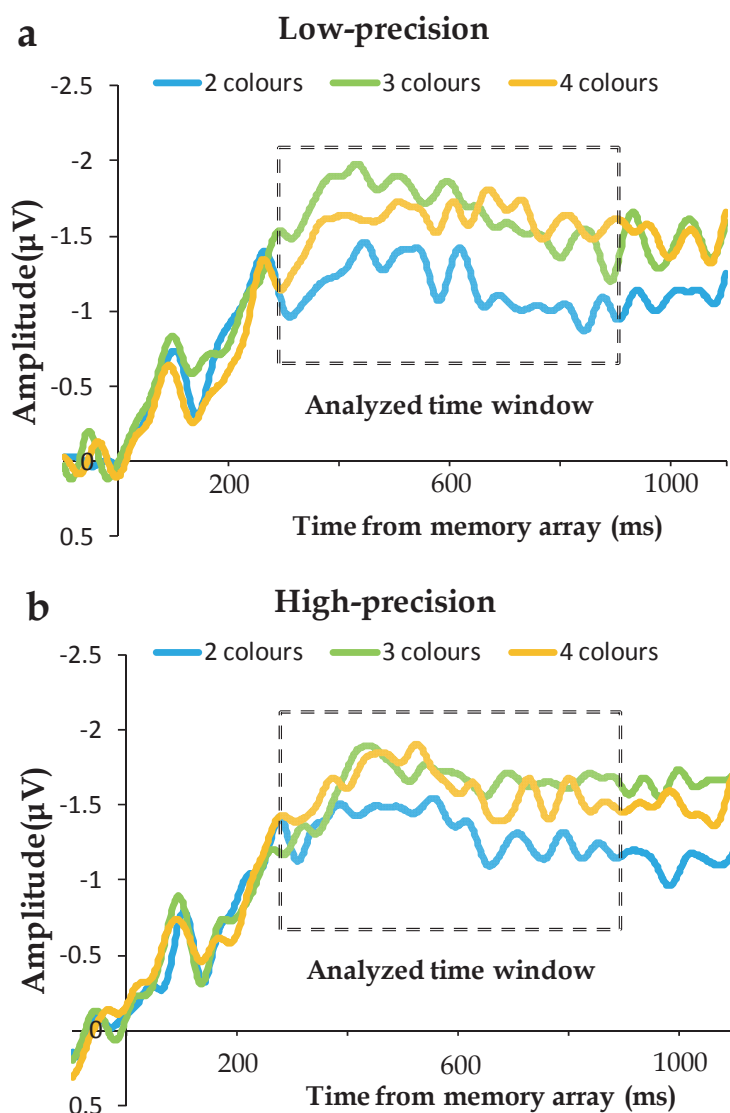 a
Low-precision
-2.5
2 colours
3 colours
4 colours
-2
-1.5
-1
-0.5
0
0.5
Amplitude(µV)
Analyzed time window
200
600
1000
Time from memory array (ms)
b
High-precision
-2.5
2 colours
3 colours
4 colours
-2
-1.5
-1
-0.5
0
0.5
Amplitude(µV)
Analyzed time window
200
600
1000
Time from memory array (ms)